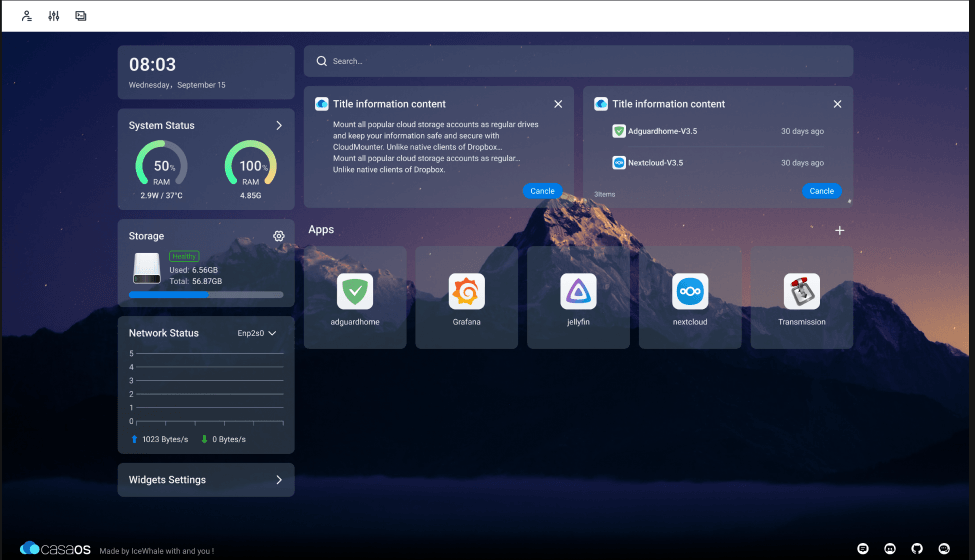 08:03
Wednesday, September 15
Search...
System Status
50%
RAM
2.9W / 37°C
100%
RAM
4.85G
Title information content
Mount all popular cloud storage accounts as regular drives
and keep your information safe and secure with
CloudMounter. Unlike native clients of Dropbox...
Mount all popular cloud storage accounts as regular...
Unlike native clients of Dropbox.
Cancle
Title information content
Adguardhome-V3.5 30 days ago
Nextcloud-V3.5 30 days ago
3Items
Cancle
Storage
Healthy
Used: 6.56GB
Total: 56.87GB
Apps
adguardhome
Grafana
jellyfin
nextcloud
Transmission
Network Status Enp2s0
5
4
3
2
1
0
1023 Bytes/s 0 Bytes/s
Widgets Settings
casaos Made by IceWhale with and you !